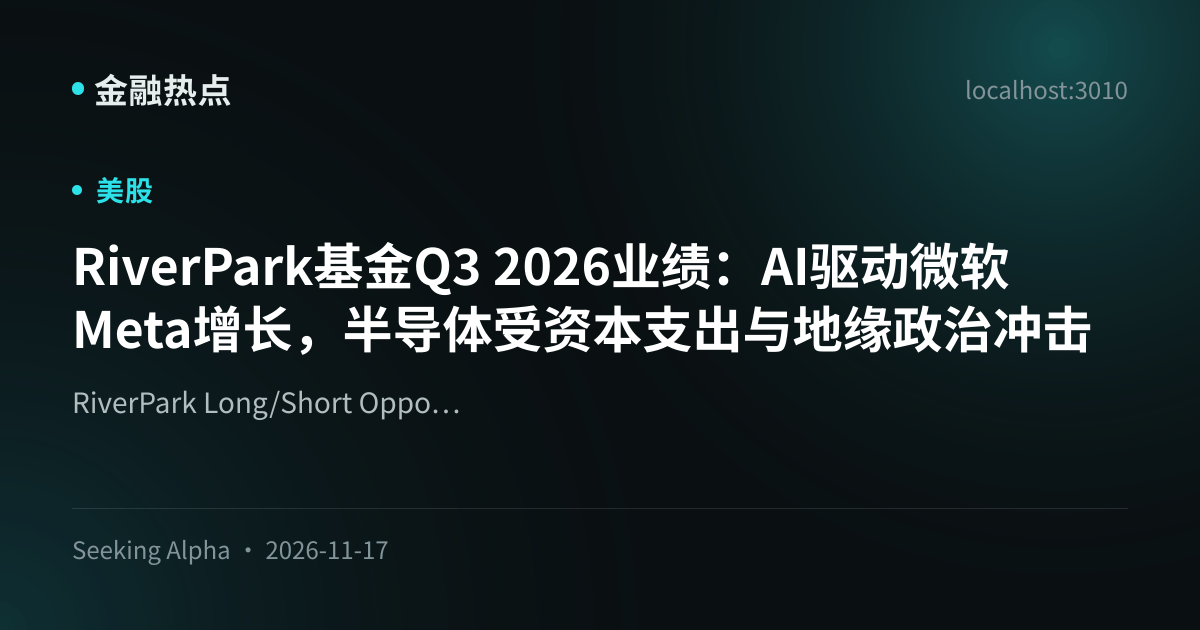 金融热点
localhost:3010
美股
RiverPark基金Q3 2026业绩：AI驱动微软
Meta增长，半导体受资本支出与地缘政治冲击
RiverPark Long/Short Oppo…
Seeking Alpha · 2026-11-17